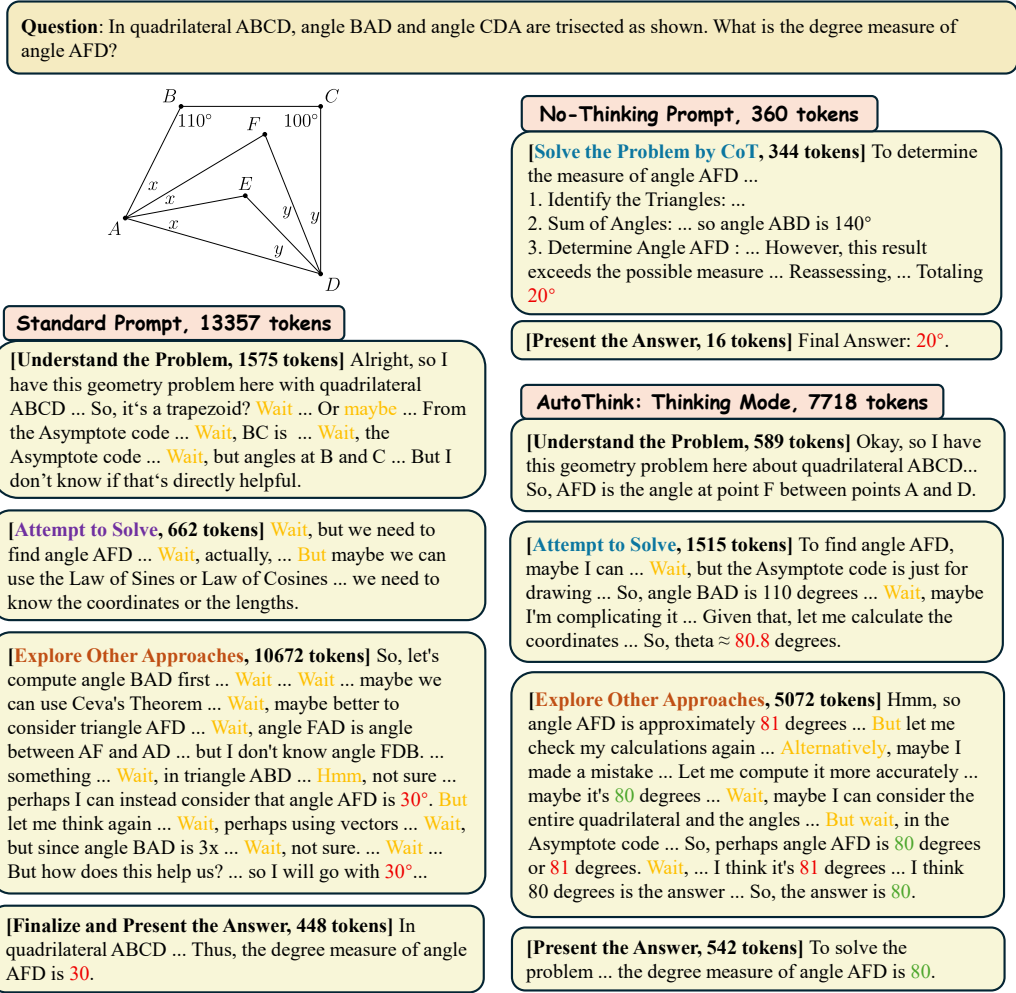 Question: In quadrilateral ABCD, angle BAD and angle CDA are trisected as shown. What is the degree measure of
angle AFD?
B
C
110°
F
100°
x
E
x
y
y
A
x
y
D
Standard Prompt, 13357 tokens
[Understand the Problem, 1575 tokens] Alright, so I
have this geometry problem here with quadrilateral
ABCD ... So, it‘s a trapezoid? Wait ... Or maybe ... From
the Asymptote code ... Wait, BC is ... Wait, the
Asymptote code ... Wait, but angles at B and C ... But I
don’t know if that‘s directly helpful.
[Attempt to Solve, 662 tokens] Wait, but we need to
find angle AFD ... Wait, actually, ... But maybe we can
use the Law of Sines or Law of Cosines ... we need to
know the coordinates or the lengths.
[Explore Other Approaches, 10672 tokens] So, let's
compute angle BAD first ... Wait ... Wait ... maybe we
can use Ceva's Theorem ... Wait, maybe better to
consider triangle AFD ... Wait, angle FAD is angle
between AF and AD ... but I don't know angle FDB. ...
something ... Wait, in triangle ABD ... Hmm, not sure ...
perhaps I can instead consider that angle AFD is 30°. But
let me think again ... Wait, perhaps using vectors ... Wait,
but since angle BAD is 3x ... Wait, not sure. ... Wait ...
But how does this help us? ... so I will go with 30°...
[Finalize and Present the Answer, 448 tokens] In
quadrilateral ABCD ... Thus, the degree measure of angle
AFD is 30.
No-Thinking Prompt, 360 tokens
[Solve the Problem by CoT, 344 tokens] To determine
the measure of angle AFD ...
1. Identify the Triangles: ...
2. Sum of Angles: ... so angle ABD is 140°
3. Determine Angle AFD : ... However, this result
exceeds the possible measure ... Reassessing, ... Totaling
20°
[Present the Answer, 16 tokens] Final Answer: 20°.
AutoThink: Thinking Mode, 7718 tokens
[Understand the Problem, 589 tokens] Okay, so I have
this geometry problem here about quadrilateral ABCD...
So, AFD is the angle at point F between points A and D.
[Attempt to Solve, 1515 tokens] To find angle AFD,
maybe I can ... Wait, but the Asymptote code is just for
drawing ... So, angle BAD is 110 degrees ... Wait, maybe
I'm complicating it ... Given that, let me calculate the
coordinates ... So, theta ≈ 80.8 degrees.
[Explore Other Approaches, 5072 tokens] Hmm, so
angle AFD is approximately 81 degrees ... But let me
check my calculations again ... Alternatively, maybe I
made a mistake ... Let me compute it more accurately ...
maybe it's 80 degrees ... Wait, maybe I can consider the
entire quadrilateral and the angles ... But wait, in the
Asymptote code ... So, perhaps angle AFD is 80 degrees
or 81 degrees. Wait, ... I think it's 81 degrees ... I think
80 degrees is the answer ... So, the answer is 80.
[Present the Answer, 542 tokens] To solve the
problem ... the degree measure of angle AFD is 80.